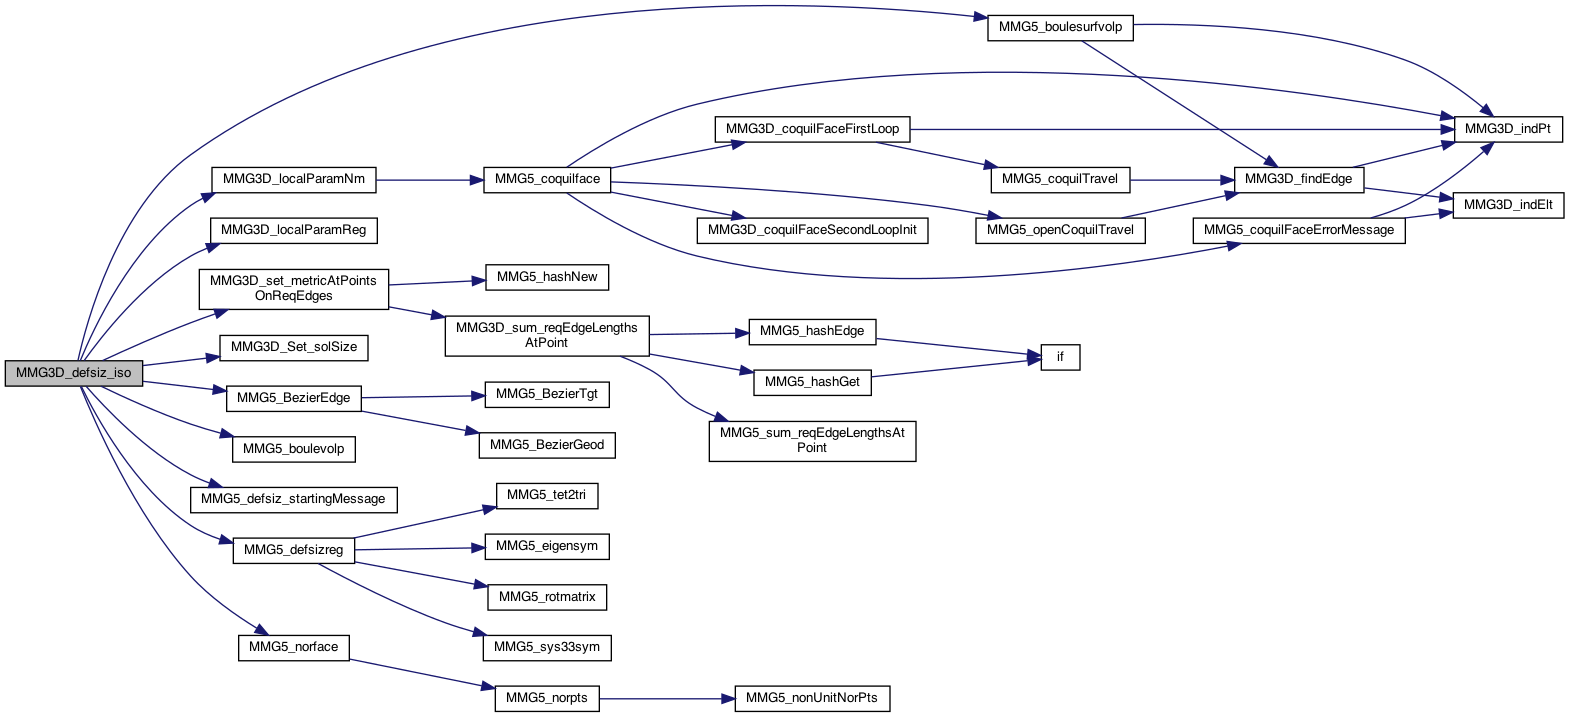 MMG3D_defsiz_iso
MMG5_boulesurfvolp
MMG3D_localParamNm
MMG3D_localParamReg
MMG3D_set_metricAtPoints
OnReqEdges
MMG3D_Set_solSize
MMG5_BezierEdge
MMG5_boulevolp
MMG5_defsiz_startingMessage
MMG5_defsizreg
MMG5_norface
MMG5_coquilface
MMG5_hashNew
MMG3D_sum_reqEdgeLengths
AtPoint
MMG5_BezierTgt
MMG5_BezierGeod
MMG5_tet2tri
MMG5_eigensym
MMG5_rotmatrix
MMG5_sys33sym
MMG5_norpts
MMG3D_coquilFaceFirstLoop
MMG3D_coquilFaceSecondLoopInit
MMG5_hashEdge
MMG5_hashGet
MMG5_sum_reqEdgeLengthsAt
Point
MMG5_nonUnitNorPts
MMG5_coquilTravel
MMG5_openCoquilTravel
if
MMG3D_findEdge
MMG5_coquilFaceErrorMessage
MMG3D_indPt
MMG3D_indElt